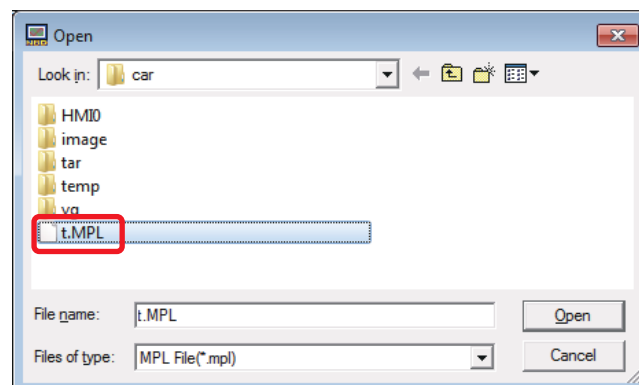 Open
Look in: car
HMI0
image
tar
temp
vg
t.MPL
File name: t.MPL Open
Files of type: MPL File(*.mpl) Cancel